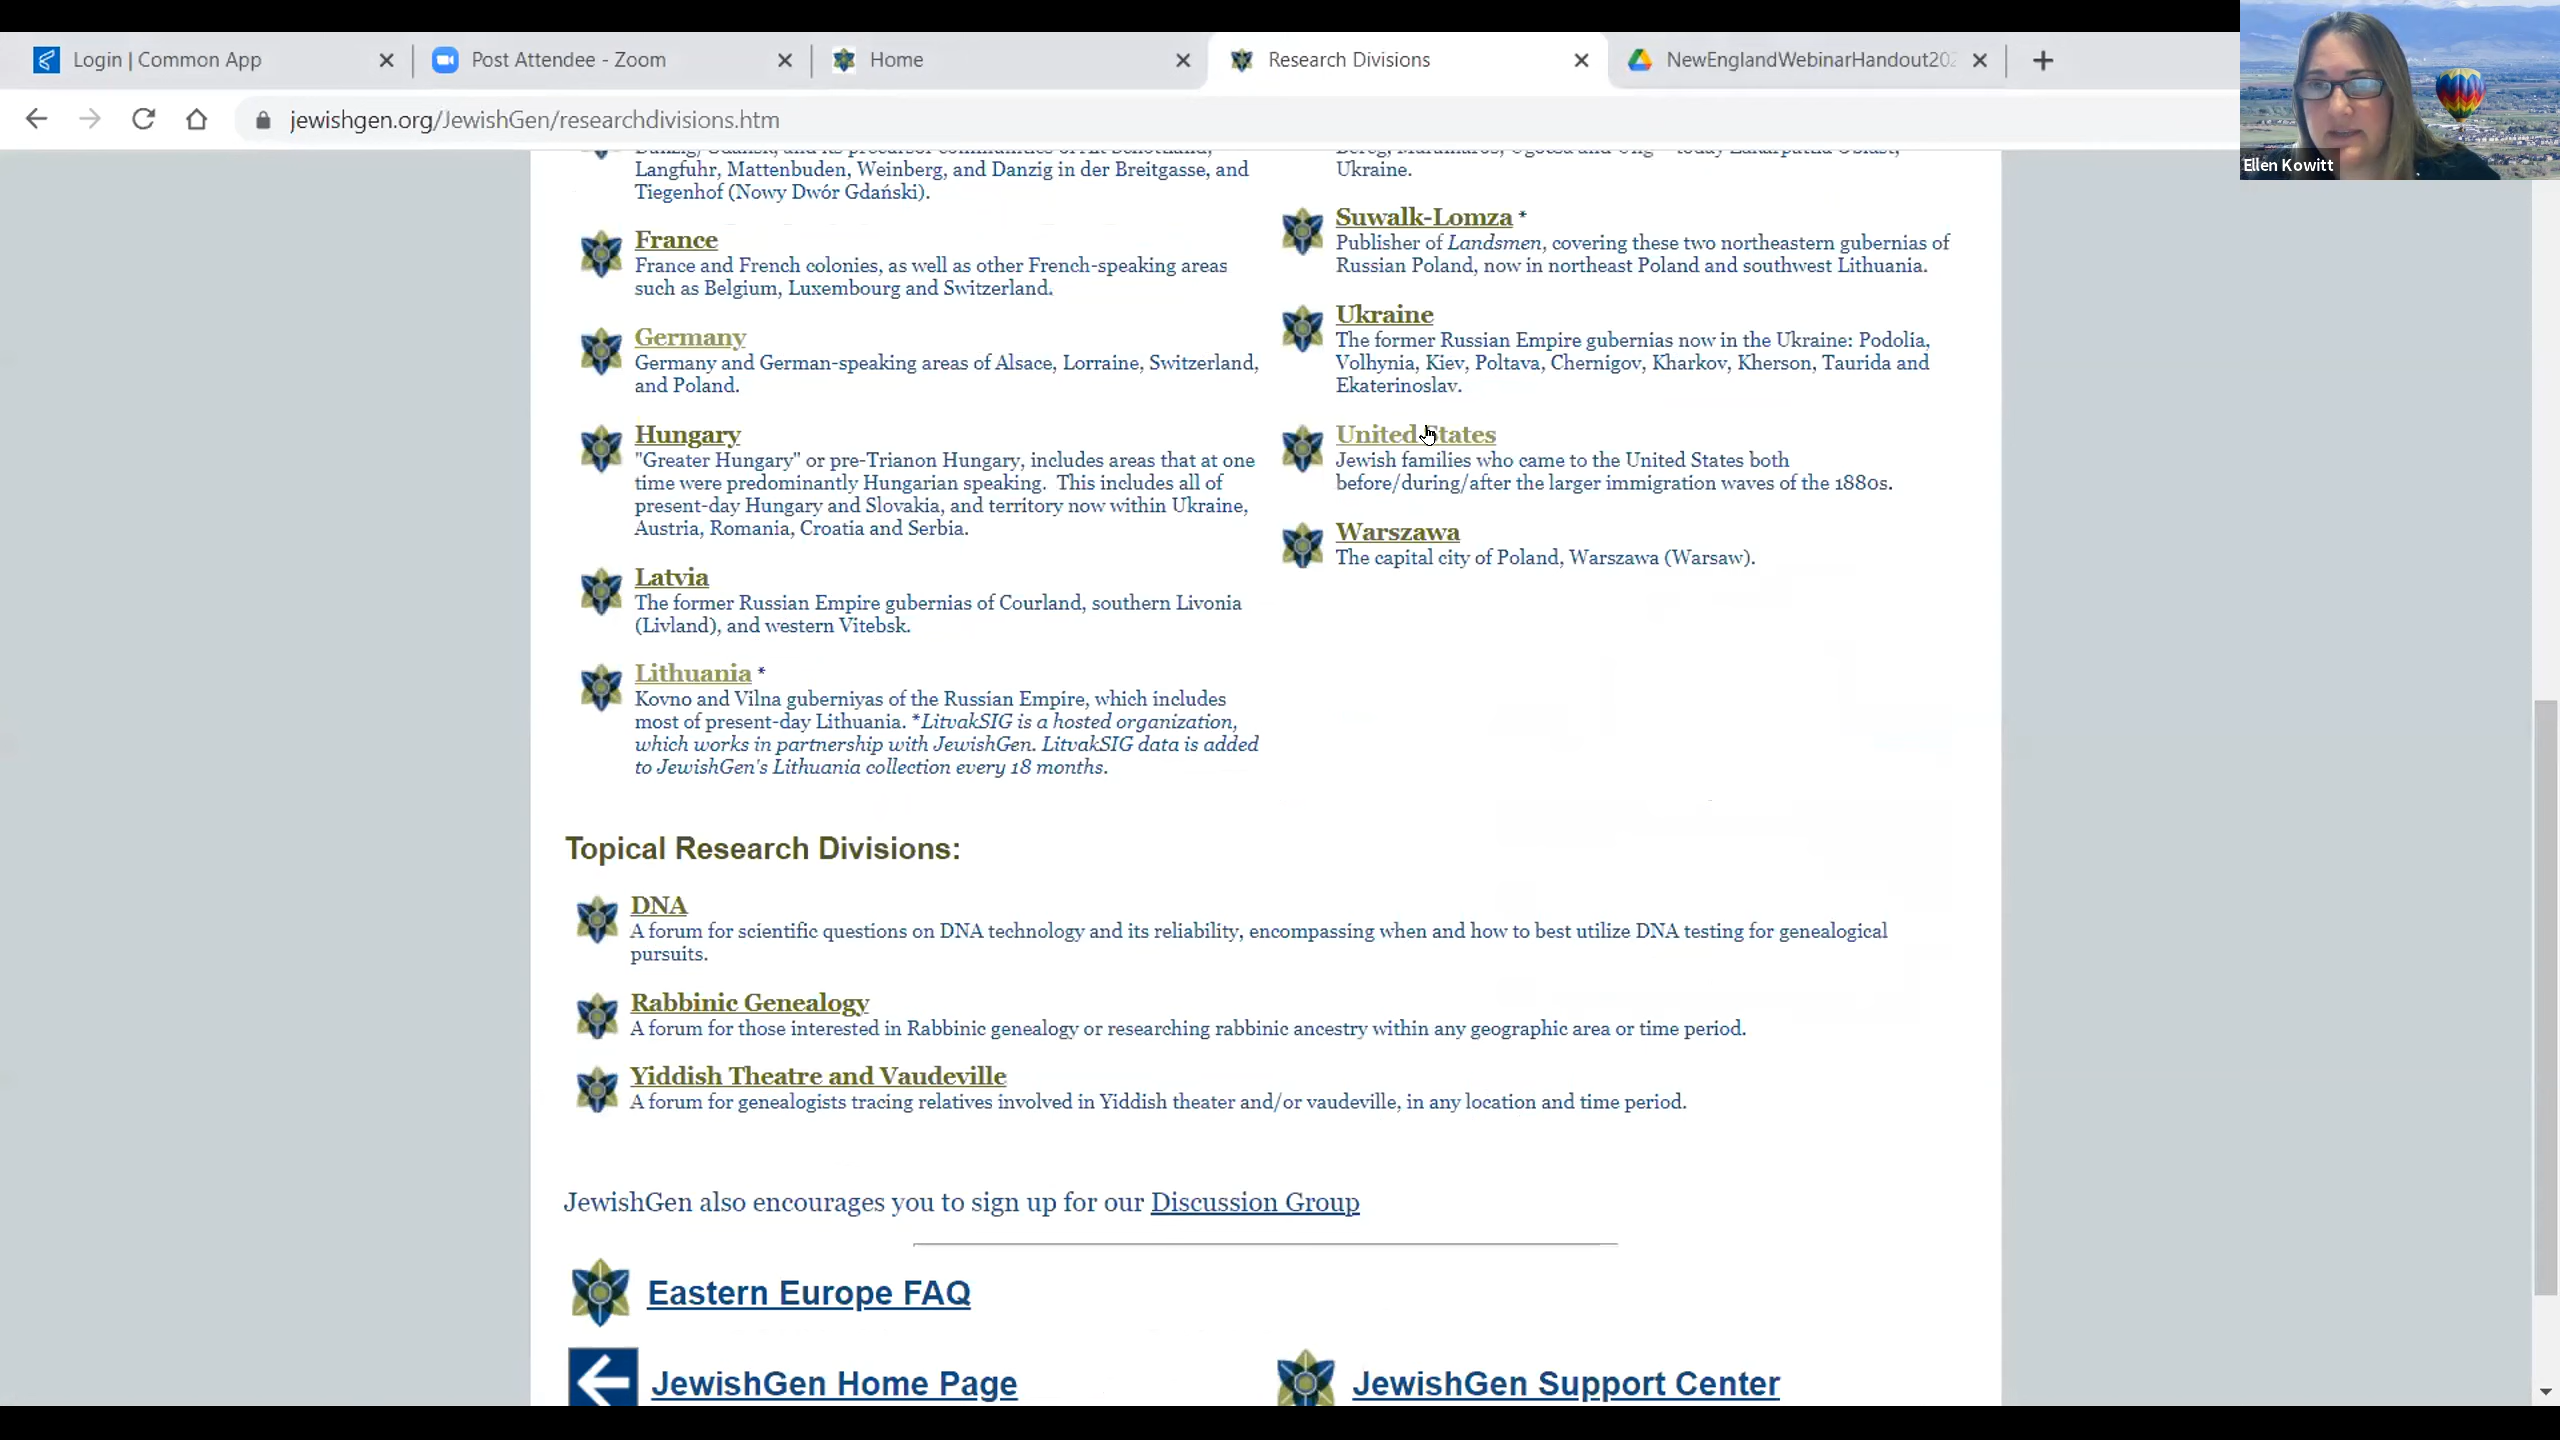 Login | Common App
Post Attendee - Zoom
Home
Research Divisions
NewEnglandWebinarHandout202
jewishgen.org/JewishGen/researchdivisions.htm
Ellen Kowitt
Langfuhr, Mattenbuden, Weinberg, and Danzig in der Breitgasse, and
Tiegenhof (Nowy Dwór Gdański).
France
France and French colonies, as well as other French-speaking areas
such as Belgium, Luxembourg and Switzerland.
Germany
Germany and German-speaking areas of Alsace, Lorraine, Switzerland,
and Poland.
Hungary
"Greater Hungary" or pre-Trianon Hungary, includes areas that at one
time were predominantly Hungarian speaking. This includes all of
present-day Hungary and Slovakia, and territory now within Ukraine,
Austria, Romania, Croatia and Serbia.
Latvia
The former Russian Empire gubernias of Courland, southern Livonia
(Livland), and western Vitebsk.
Lithuania *
Kovno and Vilna guberniyas of the Russian Empire, which includes
most of present-day Lithuania. *LitvakSIG is a hosted organization,
which works in partnership with JewishGen. LitvakSIG data is added
to JewishGen's Lithuania collection every 18 months.
Ukraine.
Suwalk-Lomza *
Publisher of Landsmen, covering these two northeastern gubernias of
Russian Poland, now in northeast Poland and southwest Lithuania.
Ukraine
The former Russian Empire gubernias now in the Ukraine: Podolia,
Volhynia, Kiev, Poltava, Chernigov, Kharkov, Kherson, Taurida and
Ekaterinoslav.
United States
Jewish families who came to the United States both
before/during/after the larger immigration waves of the 1880s.
Warszawa
The capital city of Poland, Warszawa (Warsaw).
Topical Research Divisions:
DNA
A forum for scientific questions on DNA technology and its reliability, encompassing when and how to best utilize DNA testing for genealogical
pursuits.
Rabbinic Genealogy
A forum for those interested in Rabbinic genealogy or researching rabbinic ancestry within any geographic area or time period.
Yiddish Theatre and Vaudeville
A forum for genealogists tracing relatives involved in Yiddish theater and/or vaudeville, in any location and time period.
JewishGen also encourages you to sign up for our Discussion Group
Eastern Europe FAQ
JewishGen Home Page
JewishGen Support Center